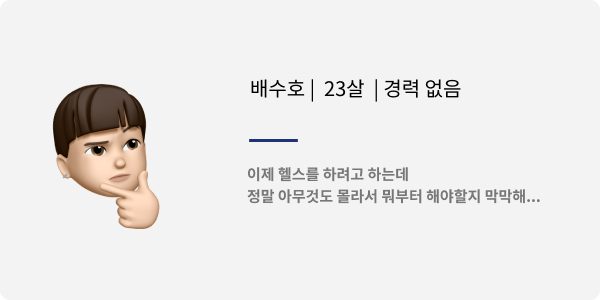 배수호 | 23살 | 경력 없음
이제 헬스를 하려고 하는데
정말 아무것도 몰라서 뭐부터 해야할지 막막해...